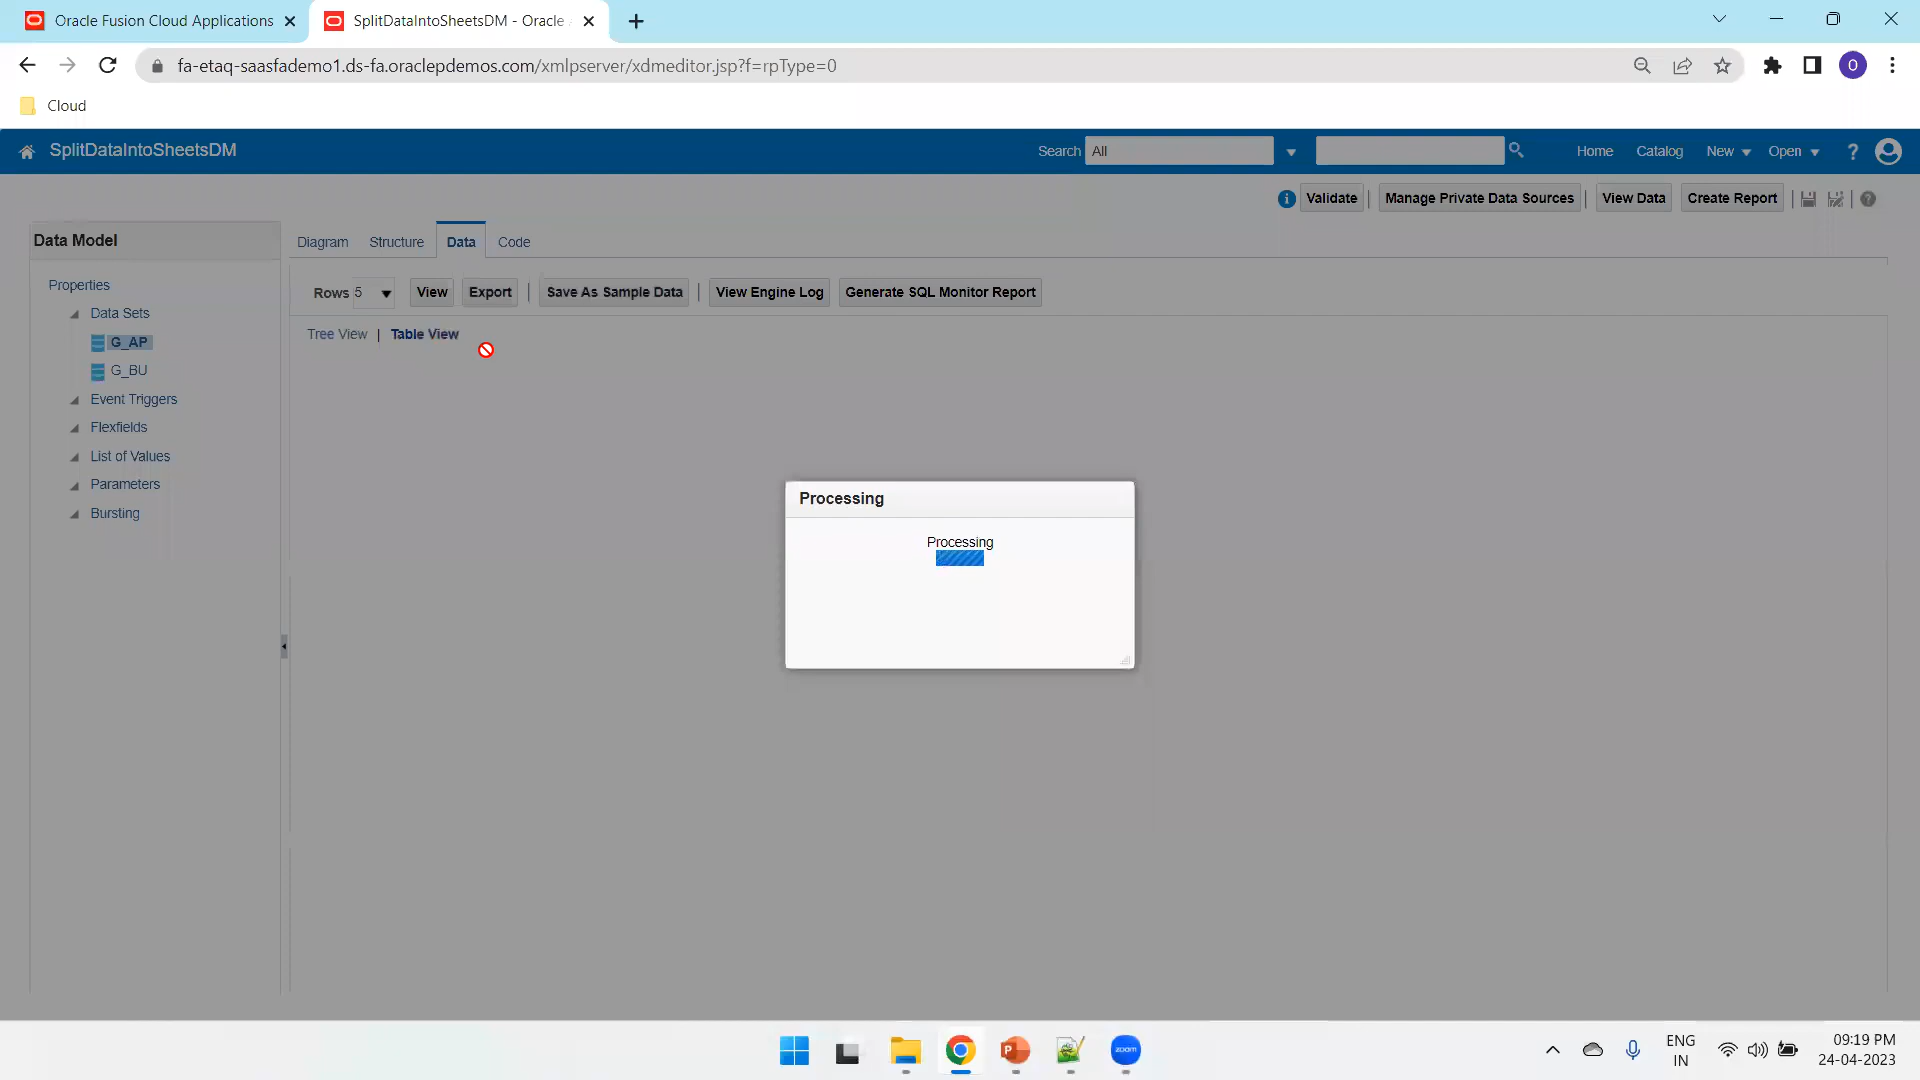 Oracle Fusion Cloud Applications
SplitDataIntoSheetsDM - Oracle
fa-etaq-saasfademo1.ds-fa.oraclepdemos.com/xmlpserver/xdmeditor.jsp?f=rpType=0
O
Cloud
SplitDataIntoSheetsDM
Search All
Home Catalog New Open ?
Validate Manage Private Data Sources View Data Create Report
Data Model
Diagram Structure Data Code
Properties
Data Sets
G_AP
G_BU
Event Triggers
Flexfields
List of Values
Parameters
Bursting
Rows 5 View Export | Save As Sample Data | View Engine Log Generate SQL Monitor Report
Tree View | Table View
Processing
Processing
zoom
ENG
IN
09:19 PM
24-04-2023